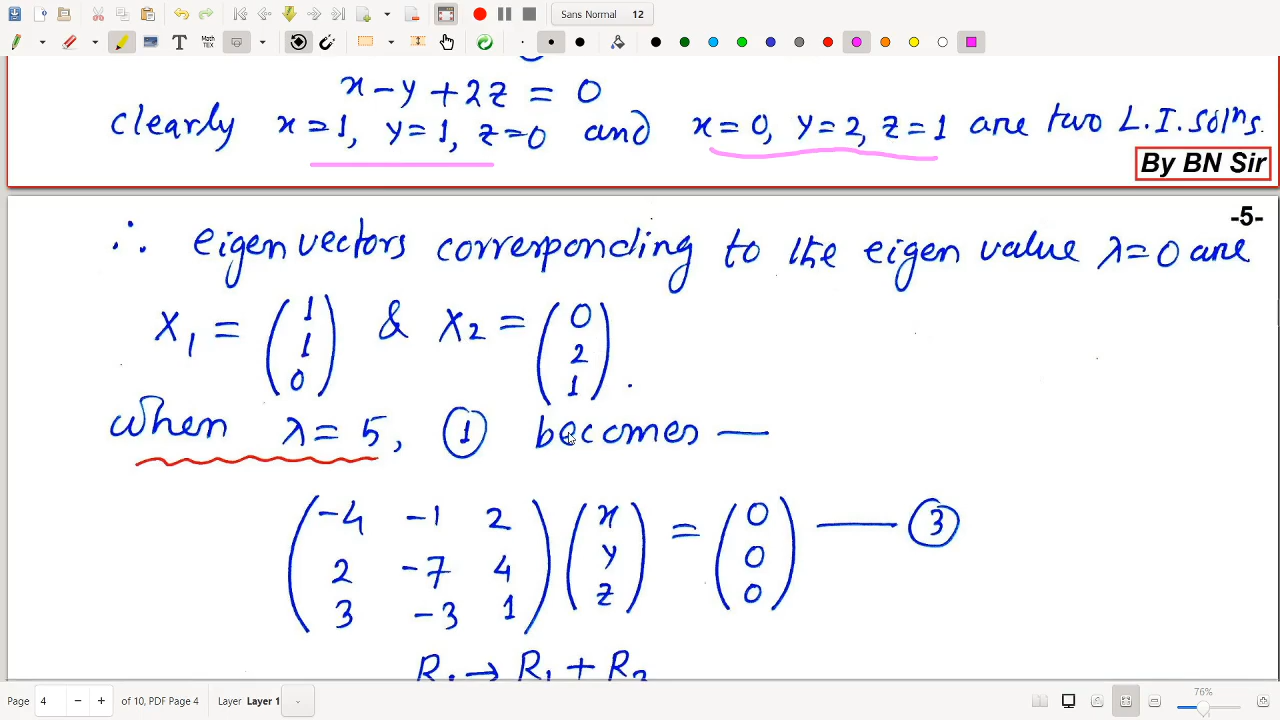 Sans Normal 12
x-y+2z = 0
clearly x=1, y=1, z=0 and x=0, y=2, z=1 are two L.I. solns.
By BN Sir
-5-
∴ eigen vectors corresponding to the eigen value λ=0 are
X₁ = (1 1 0) & X₂ = (0 2 1).
when λ=5, ① becomes —
-4 -1 2 x = 0 —— ③
2 -7 4 y 0
3 -3 1 z 0
Page 4 of 10, PDF Page 4 Layer Layer 1 76%